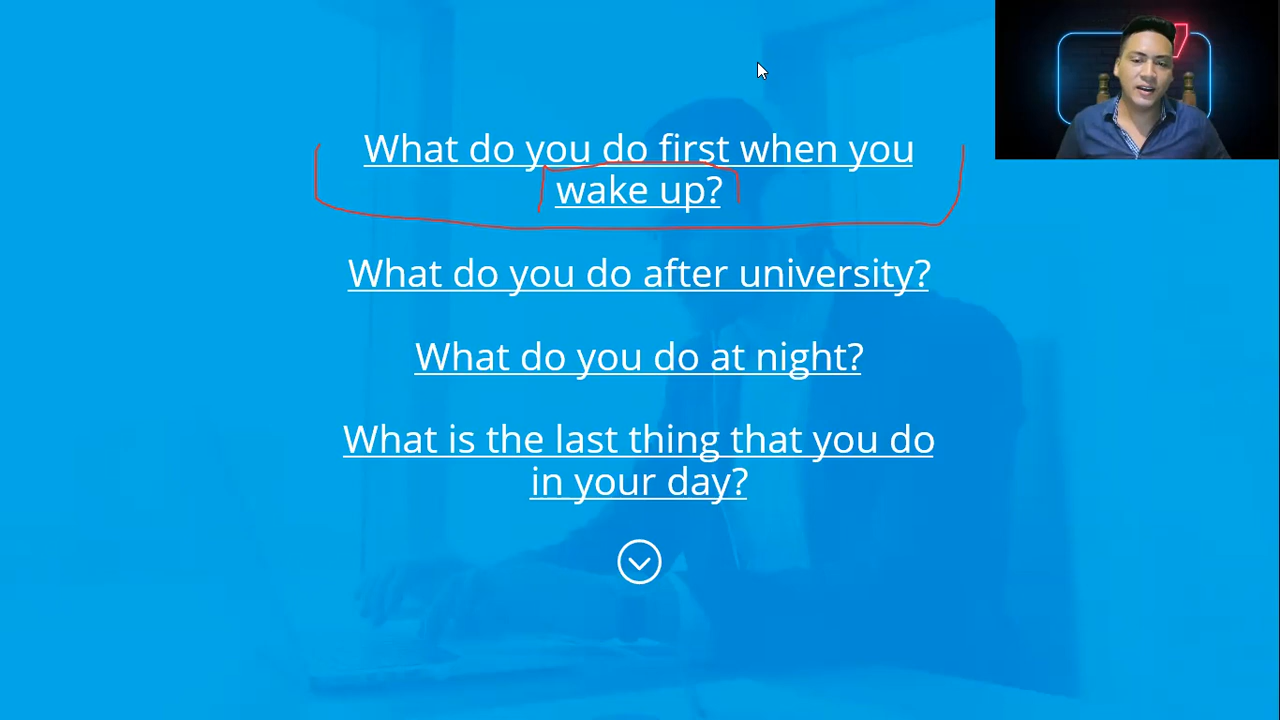 What do you do first when you
wake up?
What do you do after university?
What do you do at night?
What is the last thing that you do
in your day?